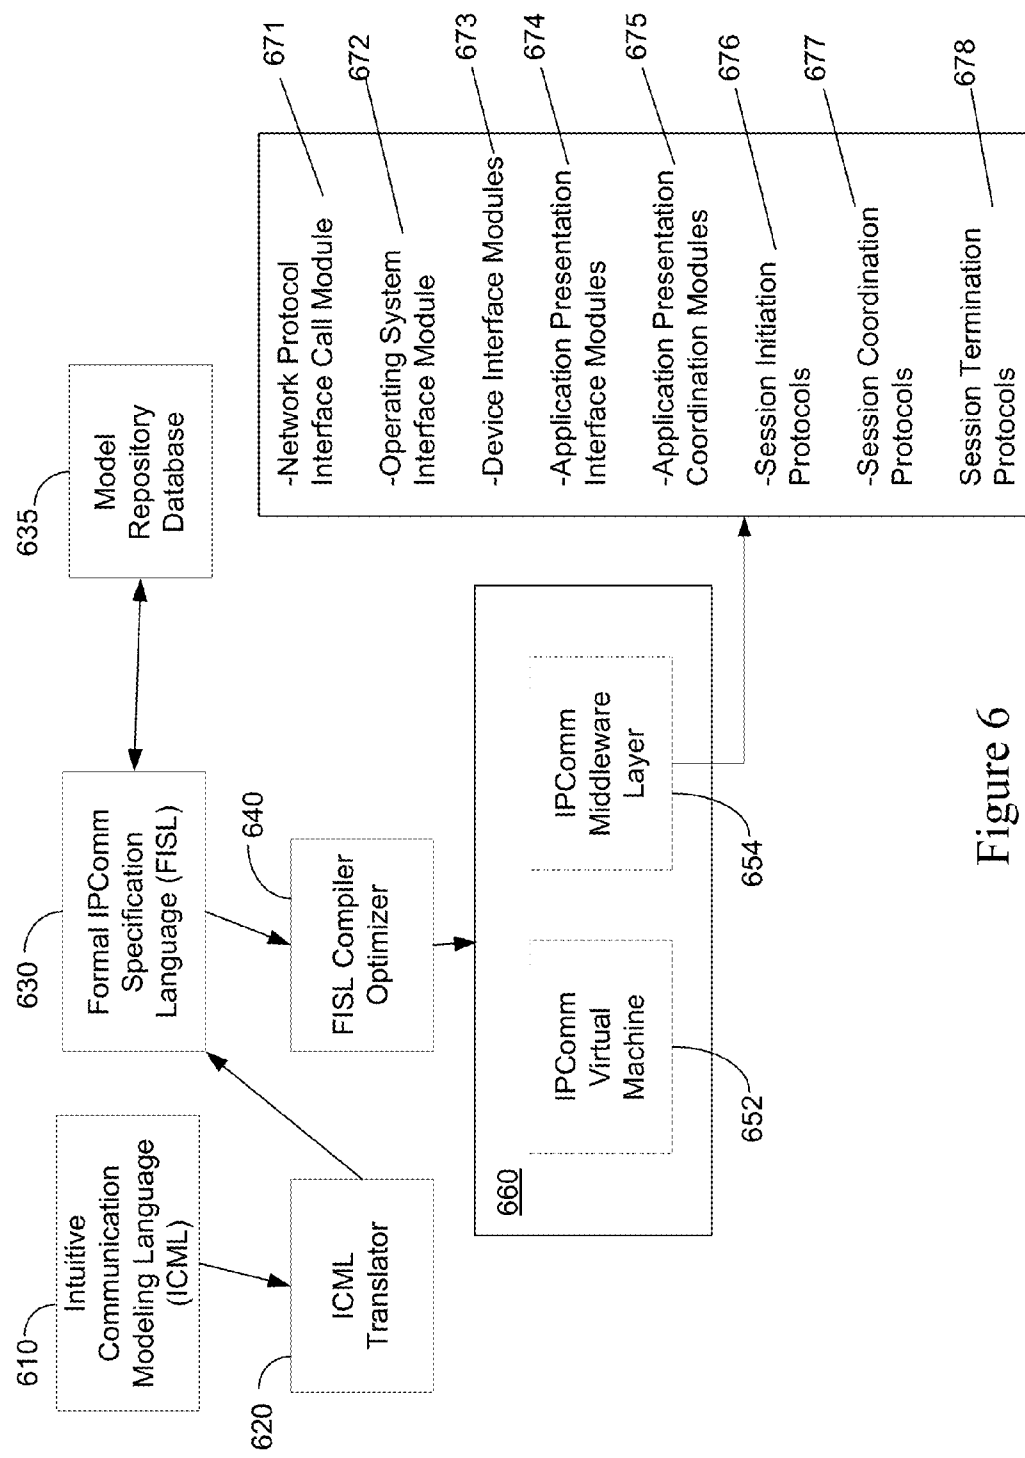 610
Intuitive
Communication
Modeling Language
(ICML)
620
ICML
Translator
630
Formal IPComm
Specification
Language (FISL)
635
Model
Repository
Database
640
FISL Compiler
Optimizer
660
IPComm
Virtual
Machine
652
IPComm
Middleware
Layer
654
-Network Protocol
Interface Call Module
671
-Operating System
Interface Module
672
-Device Interface Modules
673
-Application Presentation
Interface Modules
674
-Application Presentation
Coordination Modules
675
-Session Initiation
Protocols
676
-Session Coordination
Protocols
677
Session Termination
Protocols
678
Figure 6